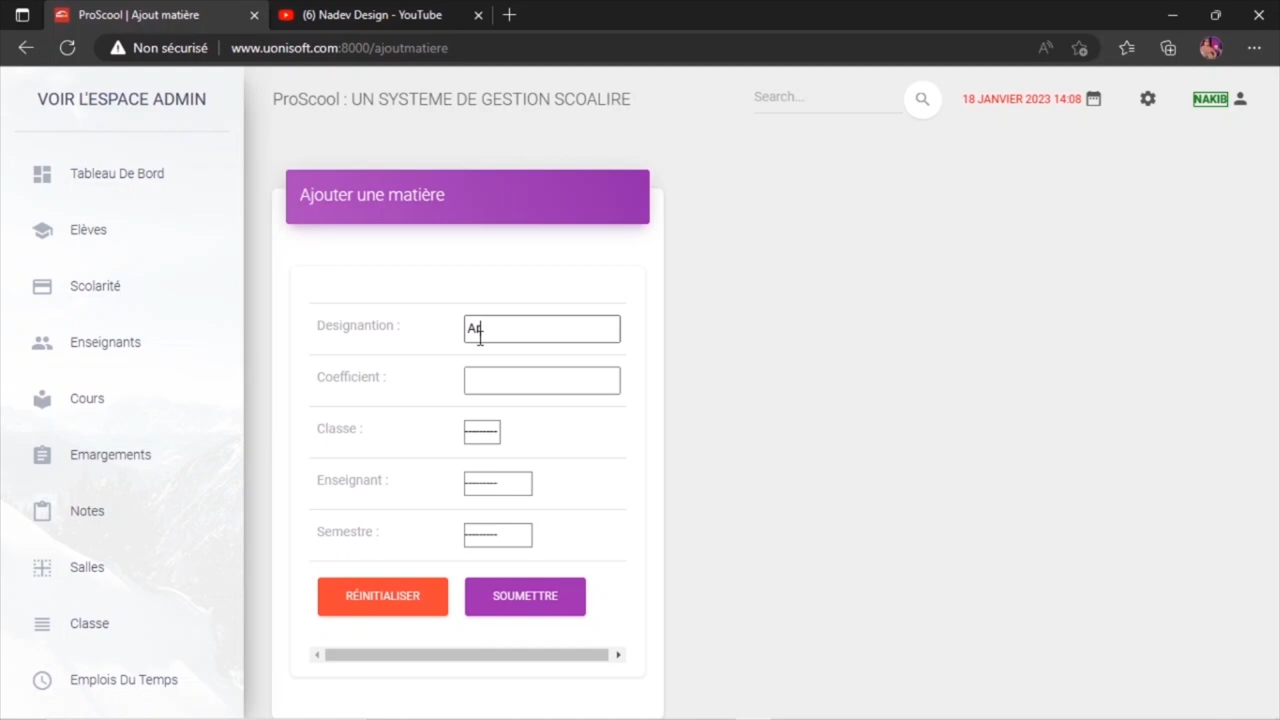 ProScool | Ajout matière
(6) Nadev Design - YouTube
Non sécurisé
www.uonisoft.com:8000/ajoutmatiere
VOIR L'ESPACE ADMIN
ProScool : UN SYSTEME DE GESTION SCOALIRE
Search...
18 JANVIER 2023 14:08
NAKIB
Tableau De Bord
Elèves
Scolarité
Enseignants
Cours
Emargements
Notes
Salles
Classe
Emplois Du Temps
Ajouter une matière
Designantion :
Coefficient :
Classe :
---------
Enseignant :
---------
Semestre :
---------
RÉINITIALISER
SOUMETTRE